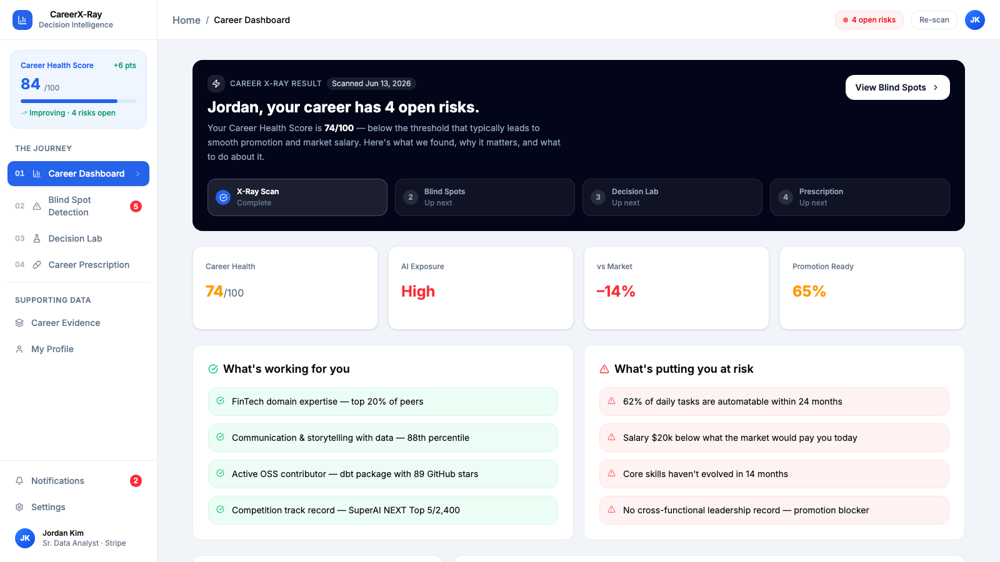 CareerX-Ray
Decision Intelligence
Career Health Score +6 pts
84 /100
Improving · 4 risks open
THE JOURNEY
01 Career Dashboard
02 Blind Spot Detection 5
03 Decision Lab
04 Career Prescription
SUPPORTING DATA
Career Evidence
My Profile
Notifications 2
Settings
JK Jordan Kim
Sr. Data Analyst · Stripe
Home / Career Dashboard
4 open risks
Re-scan
JK
CAREER X-RAY RESULT Scanned Jun 13, 2026
View Blind Spots
Jordan, your career has 4 open risks.
Your Career Health Score is 74/100 — below the threshold that typically leads to
smooth promotion and market salary. Here's what we found, why it matters, and what
to do about it.
X-Ray Scan
Complete
2 Blind Spots
Up next
3 Decision Lab
Up next
4 Prescription
Up next
Career Health
74/100
AI Exposure
High
vs Market
–14%
Promotion Ready
65%
What's working for you
FinTech domain expertise — top 20% of peers
Communication & storytelling with data — 88th percentile
Active OSS contributor — dbt package with 89 GitHub stars
Competition track record — SuperAI NEXT Top 5/2,400
What's putting you at risk
62% of daily tasks are automatable within 24 months
Salary $20k below what the market would pay you today
Core skills haven't evolved in 14 months
No cross-functional leadership record — promotion blocker